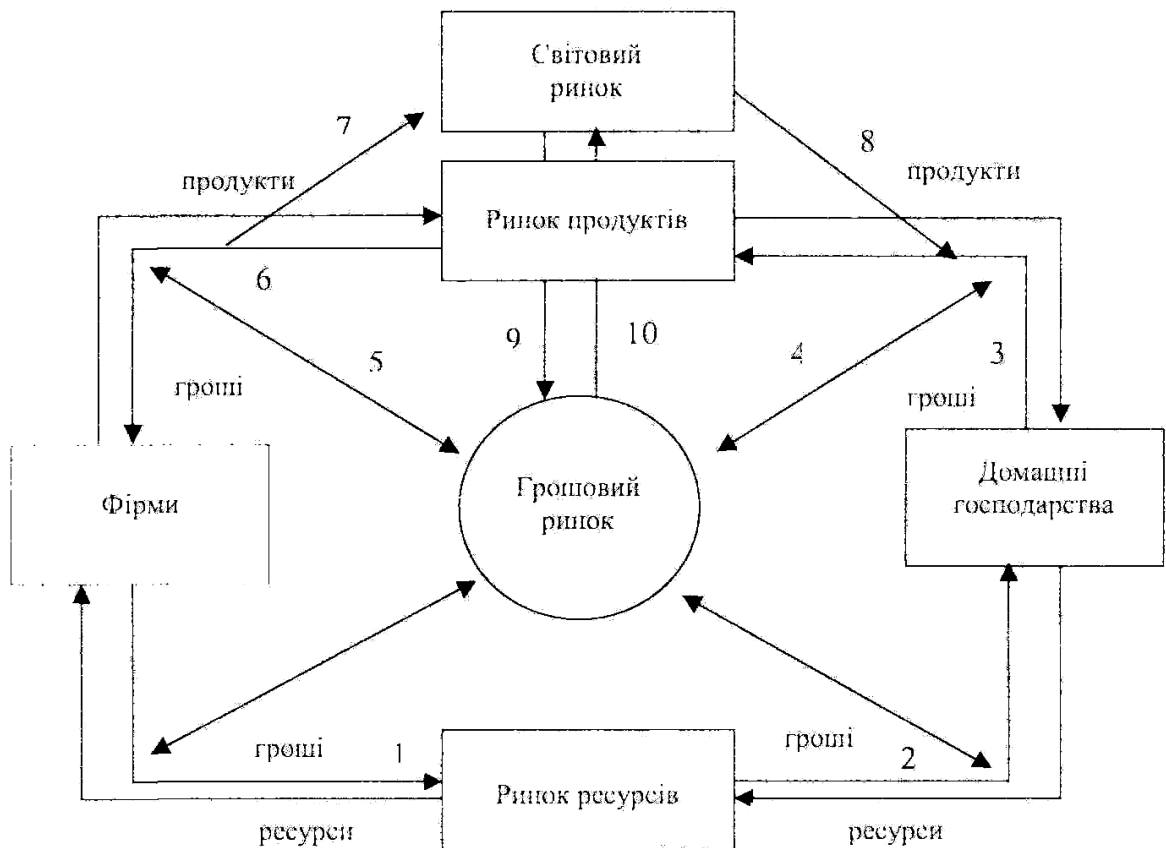 Світовий
ринок
7
8
продукти
продукти
Ринок продуктів
6
9
10
5
4
3
гроші
гроші
Фірми
Грошовий
ринок
Домашні
господарства
гроші
1
гроші
2
Ринок ресурсів
ресурси
ресурси